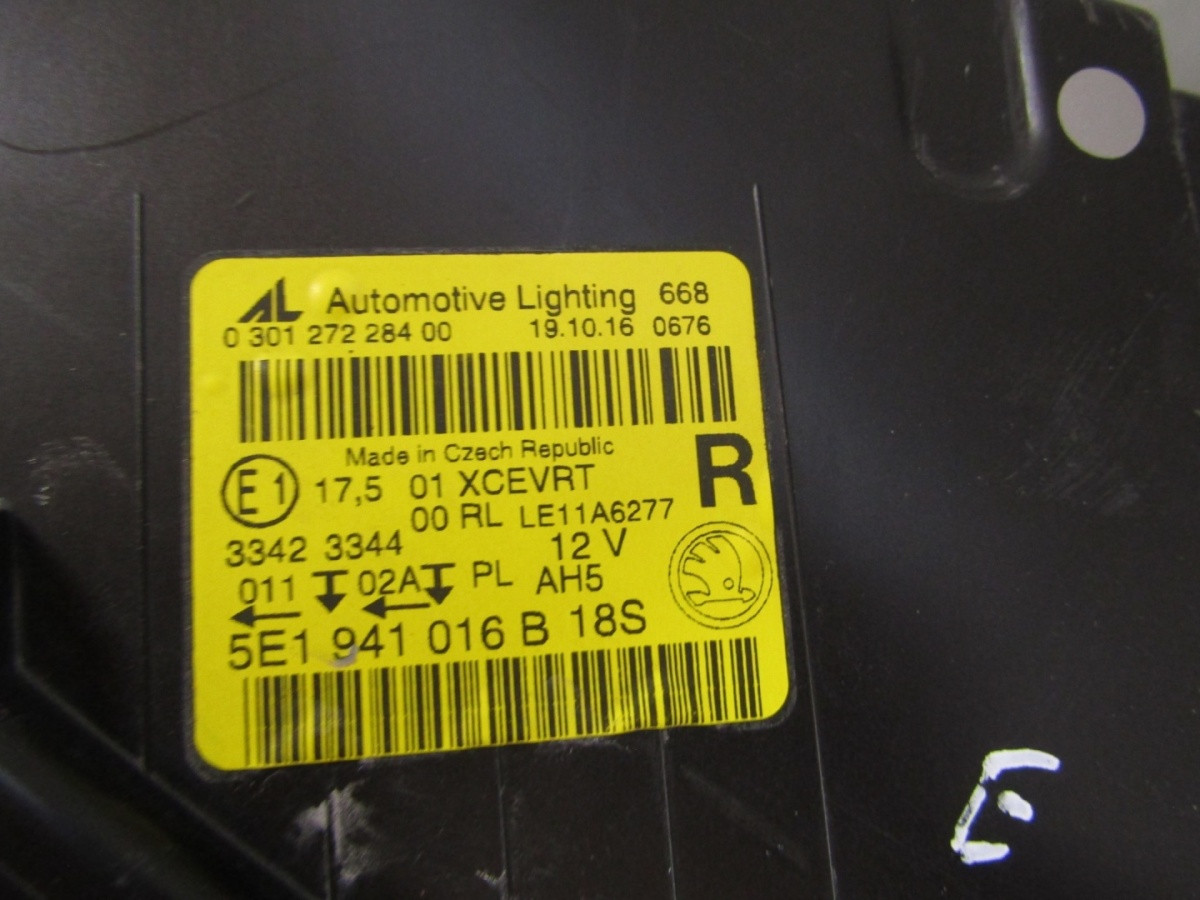 AL Automotive Lighting 668
0 301 272 284 00 19.10.16 0676
Made in Czech Republic
R
E1 17,5 01 XCEVRT
00 RL LE11A6277
3342 3344 12 V
011 02A PL AH5
5E1 941 016 B 18S
E